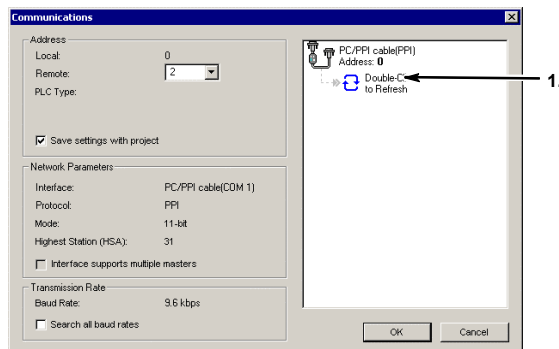 Communications
Address
Local: 0
Remote: 2
PLC Type:
Save settings with project
Network Parameters
Interface: PC/PPI cable(COM 1)
Protocol: PPI
Mode: 11-bit
Highest Station (HSA): 31
Interface supports multiple masters
Transmission Rate
Baud Rate: 9.6 kbps
Search all baud rates
PC/PPI cable(PPI)
Address: 0
Double-C
to Refresh
1.
OK Cancel